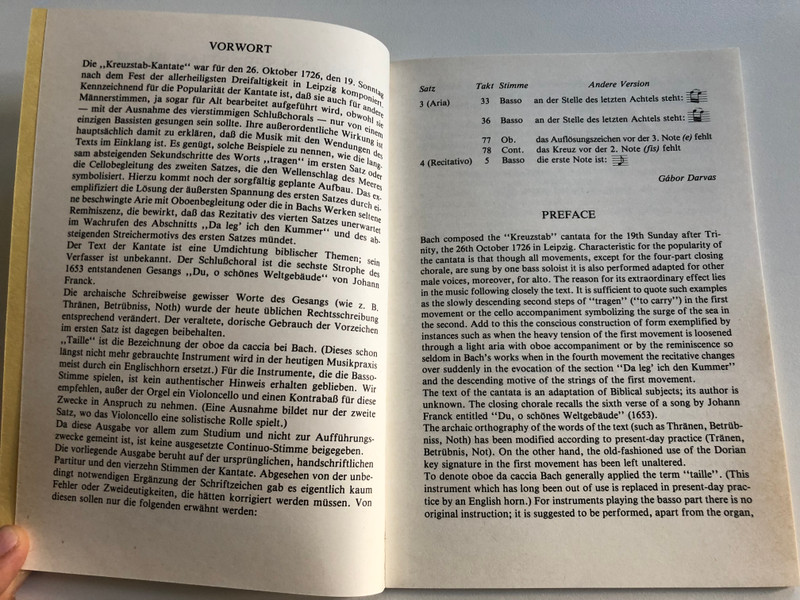 VORWORT
Die ,,Kreuzstab-Kantate" war für den 26. Oktober 1726, den 19. Sonntag
nach dem Fest der allerheiligsten Dreifaltigkeit in Leipzig komponiert.
Kennzeichnend für die Popularität der Kantate ist, daß sie auch für andere
Männerstimmen, ja sogar für Alt bearbeitet aufgeführt wird, obwohl sie
— mit der Ausnahme des vierstimmigen Schlußchorals — nur von einem
einzigen Bassisten gesungen sein sollte. Ihre außerordentliche Wirkung ist
hauptsächlich damit zu erklären, daß die Musik mit den Wendungen des
Texts im Einklang ist. Es genügt, solche Beispiele zu nennen, wie die lang-
sam absteigenden Sekundschritte des Worts ,,tragen" im ersten Satz oder
die Cellobegleitung des zweiten Satzes, die den Wellenschlag des Meeres
symbolisiert. Hierzu kommt noch der sorgfältig geplante Aufbau. Das ex-
emplifiziert die Lösung der äußersten Spannung des ersten Satzes durch ei-
ne beschwingte Arie mit Oboenbegleitung oder die in Bachs Werken seltene
Reminiszenz, die bewirkt, daß das Rezitativ des vierten Satzes unerwartet
im Wachrufen des Abschnitts ,,Da leg' ich den Kummer" und des ab-
steigenden Streichermotivs des ersten Satzes mündet.
Der Text der Kantate ist eine Umdichtung biblischer Themen; sein
Verfasser ist unbekannt. Der Schlußchoral ist die sechste Strophe des
1653 entstandenen Gesangs ,,Du, o schönes Weltgebäude" von Johann
Franck.
Die archaische Schreibweise gewisser Worte des Gesangs (wie z. B.
Thränen, Betrübniss, Noth) wurde der heute üblichen Rechtsschreibung
entsprechend verändert. Der veraltete, dorische Gebrauch der Vorzeichen
im ersten Satz ist dagegen beibehalten.
,,Taille" ist die Bezeichnung der oboe da caccia bei Bach. (Dieses schon
längst nicht mehr gebrauchte Instrument wird in der heutigen Musikpraxis
meist durch ein Englischhorn ersetzt.) Für die Instrumente, die die Basso-
Stimme spielen, ist kein authentischer Hinweis erhalten geblieben. Wir
empfehlen, außer der Orgel ein Violoncello und einen Kontrabaß für diese
Zwecke in Anspruch zu nehmen. (Eine Ausnahme bildet nur der zweite
Satz, wo das Violoncello eine solistische Rolle spielt.)
Da diese Ausgabe vor allem zum Studium und nicht zur Aufführungs-
zwecke gemeint ist, ist keine ausgesetzte Continuo-Stimme beigegeben.
Die vorliegende Ausgabe beruht auf der ursprünglichen, handschriftlichen
Partitur und den vierzehn Stimmen der Kantate. Abgesehen von der unbe-
dingt notwendigen Ergänzung der Schriftzeichen gab es eigentlich kaum
Fehler oder Zweideutigkeiten, die hätten korrigiert werden müssen. Von
diesen sollen nur die folgenden erwähnt werden:
Satz Takt Stimme Andere Version
3 (Aria) 33 Basso an der Stelle des letzten Achtels steht:
36 Basso an der Stelle des letzten Achtels steht:
77 Ob. das Auflösungszeichen vor der 3. Note (e) fehlt
78 Cont. das Kreuz vor der 2. Note (fis) fehlt
4 (Recitativo) 5 Basso die erste Note ist:
Gábor Darvas
PREFACE
Bach composed the "Kreuzstab" cantata for the 19th Sunday after Tri-
nity, the 26th October 1726 in Leipzig. Characteristic for the popularity of
the cantata is that though all movements, except for the four-part closing
chorale, are sung by one bass soloist it is also performed adapted for other
male voices, moreover, for alto. The reason for its extraordinary effect lies
in the music following closely the text. It is sufficient to quote such examples
as the slowly descending second steps of "tragen" ("to carry") in the first
movement or the cello accompaniment symbolizing the surge of the sea in
the second. Add to this the conscious construction of form exemplified by
instances such as when the heavy tension of the first movement is loosened
through a light aria with oboe accompaniment or by the reminiscence so
seldom in Bach's works when in the fourth movement the recitative changes
over suddenly in the evocation of the section "Da leg' ich den Kummer"
and the descending motive of the strings of the first movement.
The text of the cantata is an adaptation of Biblical subjects; its author is
unknown. The closing chorale recalls the sixth verse of a song by Johann
Franck entitled "Du, o schönes Weltgebäude" (1653).
The archaic orthography of the words of the text (such as Thränen, Betrüb-
niss, Noth) has been modified according to present-day practice (Tränen,
Betrübnis, Not). On the other hand, the old-fashioned use of the Dorian
key signature in the first movement has been left unaltered.
To denote oboe da caccia Bach generally applied the term "taille". (This
instrument which has long been out of use is replaced in present-day prac-
tice by an English horn.) For instruments playing the basso part there is no
original instruction; it is suggested to be performed, apart from the organ,